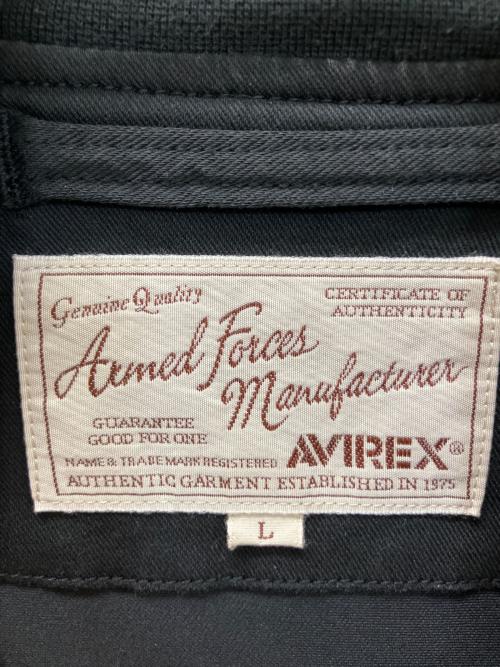 Genuine Quality
CERTIFICATE OF
AUTHENTICITY
Armed Forces
Manufacturer
GUARANTEE
GOOD FOR ONE
NAME & TRADE MARK REGISTERED
AVIREX®
AUTHENTIC GARMENT ESTABLISHED IN 1975
L